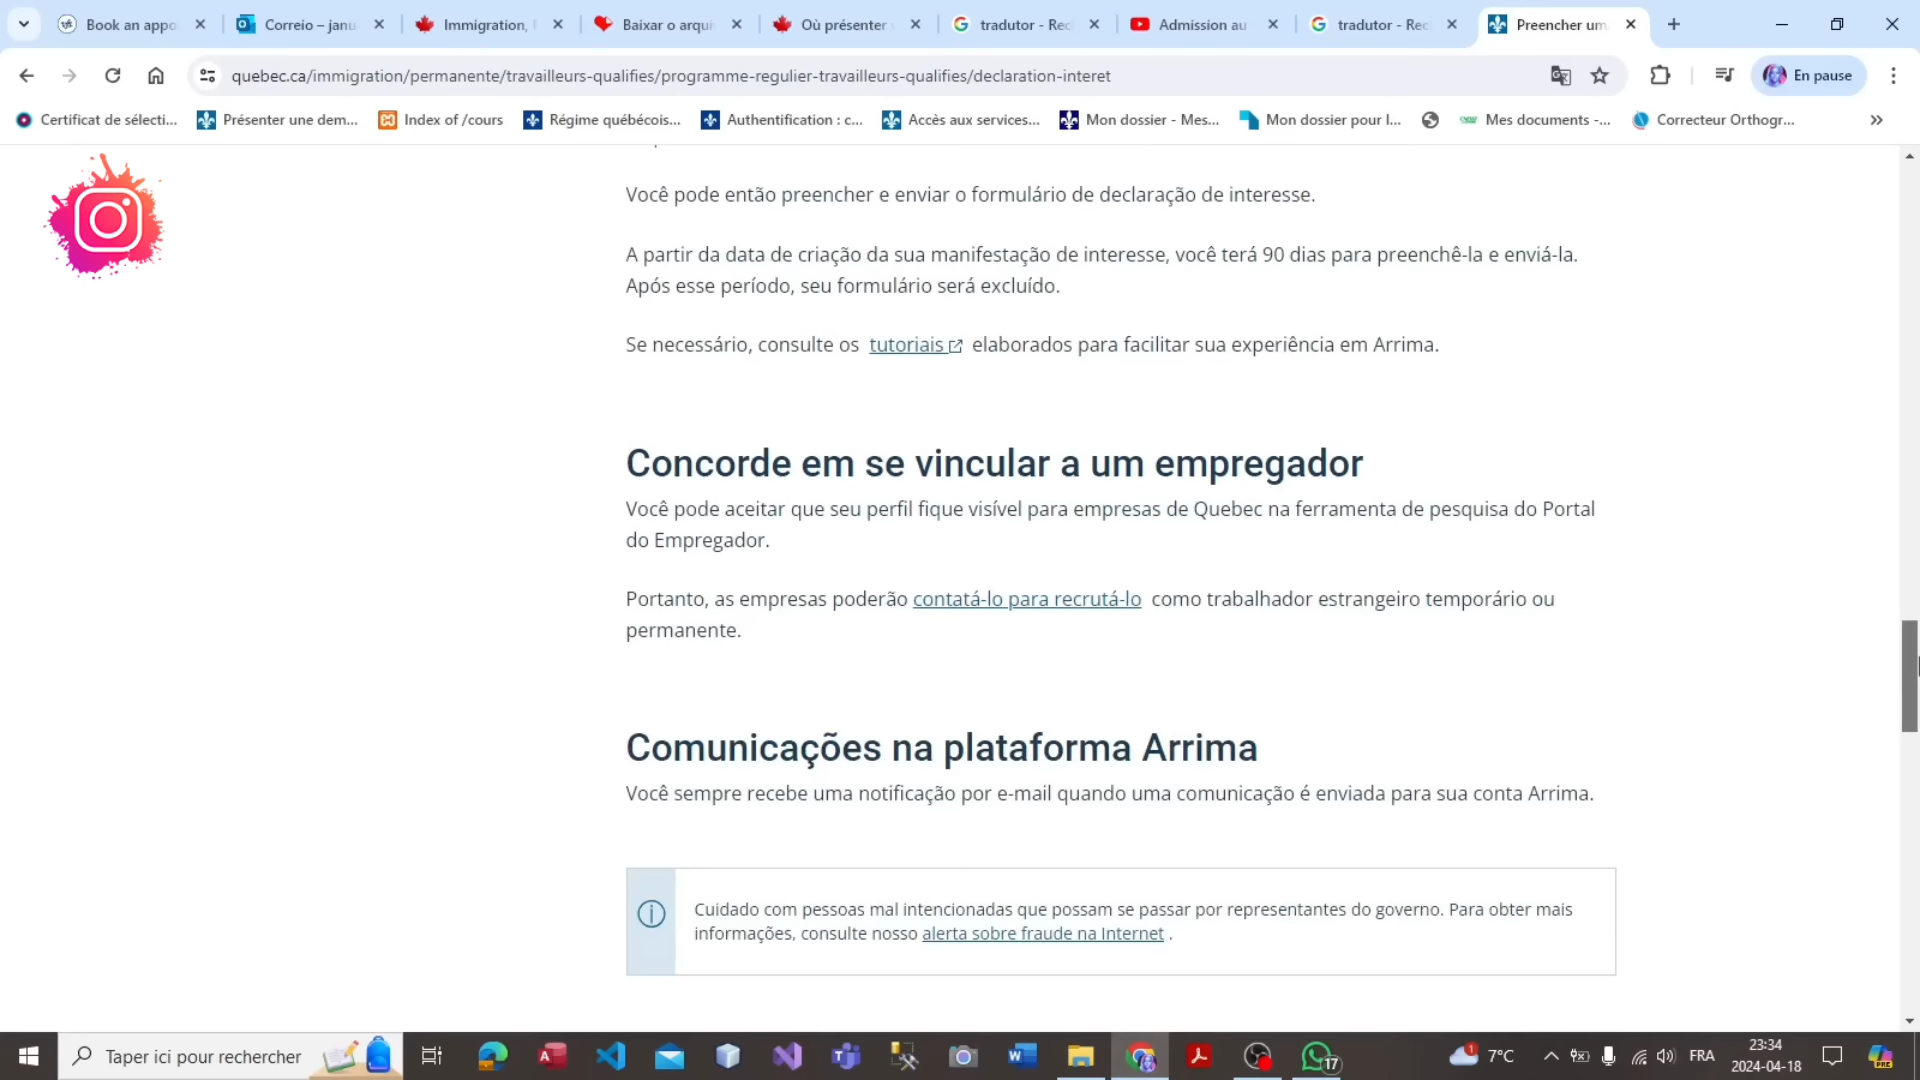 Book an appo
Correio – janu
Immigration,
Baixar o arqui
Où présenter
tradutor - Rec
Admission au
tradutor - Rec
Preencher um
quebec.ca/immigration/permanente/travailleurs-qualifies/programme-regulier-travailleurs-qualifies/declaration-interet
En pause
Certificat de sélecti...
Présenter une dem...
Index of /cours
Régime québécois...
Authentification : c...
Accès aux services...
Mon dossier - Mes...
Mon dossier pour l...
Mes documents -...
Correcteur Orthogr...
Você pode então preencher e enviar o formulário de declaração de interesse.
A partir da data de criação da sua manifestação de interesse, você terá 90 dias para preenchê-la e enviá-la.
Após esse período, seu formulário será excluído.
Se necessário, consulte os tutoriais elaborados para facilitar sua experiência em Arrima.
Concorde em se vincular a um empregador
Você pode aceitar que seu perfil fique visível para empresas de Quebec na ferramenta de pesquisa do Portal
do Empregador.
Portanto, as empresas poderão contatá-lo para recrutá-lo como trabalhador estrangeiro temporário ou
permanente.
Comunicações na plataforma Arrima
Você sempre recebe uma notificação por e-mail quando uma comunicação é enviada para sua conta Arrima.
Cuidado com pessoas mal intencionadas que possam se passar por representantes do governo. Para obter mais
informações, consulte nosso alerta sobre fraude na Internet .
Taper ici pour rechercher
17
1
7°C
FRA
23:34
2024-04-18